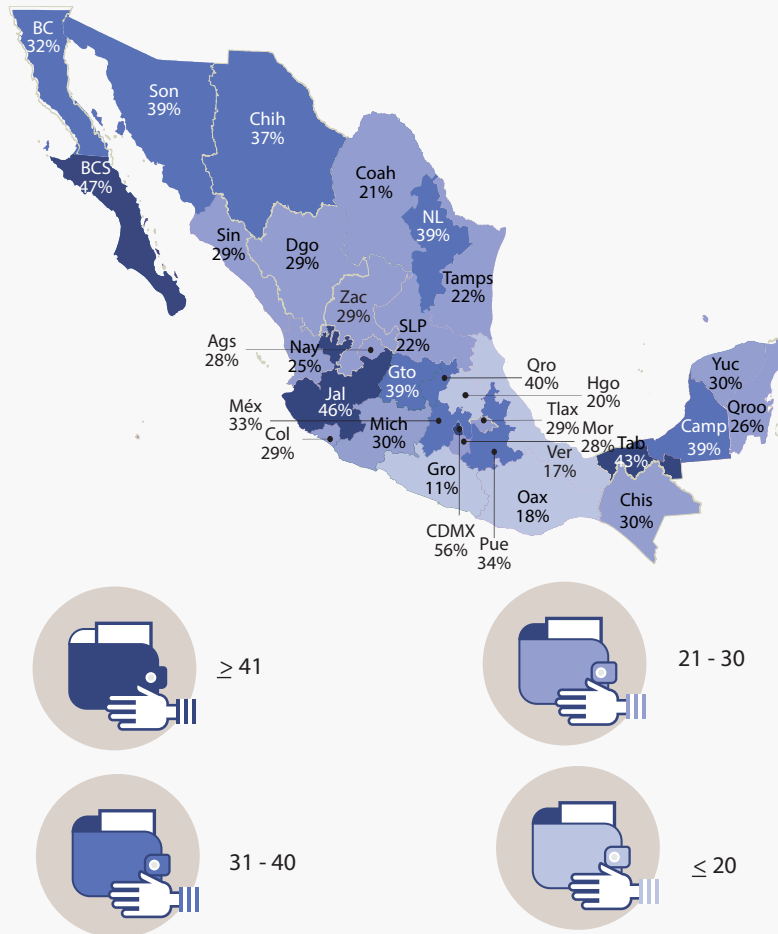 BC
32%
Son
39%
Chih
37%
BCS
47%
Coah
21%
NL
39%
Sin
29%
Dgo
29%
Tamps
22%
Zac
29%
SLP
22%
Ags
28%
Nay
25%
Gto
39%
Qro
40%
Hgo
20%
Yuc
30%
Jal
46%
Méx
33%
Col
29%
Mich
30%
Tlax
29%
Mor
28%
Ver
17%
Tab
43%
Camp
39%
Qroo
26%
Gro
11%
Oax
18%
Chis
30%
CDMX
56%
Pue
34%
≥ 41
21 - 30
31 - 40
≤ 20